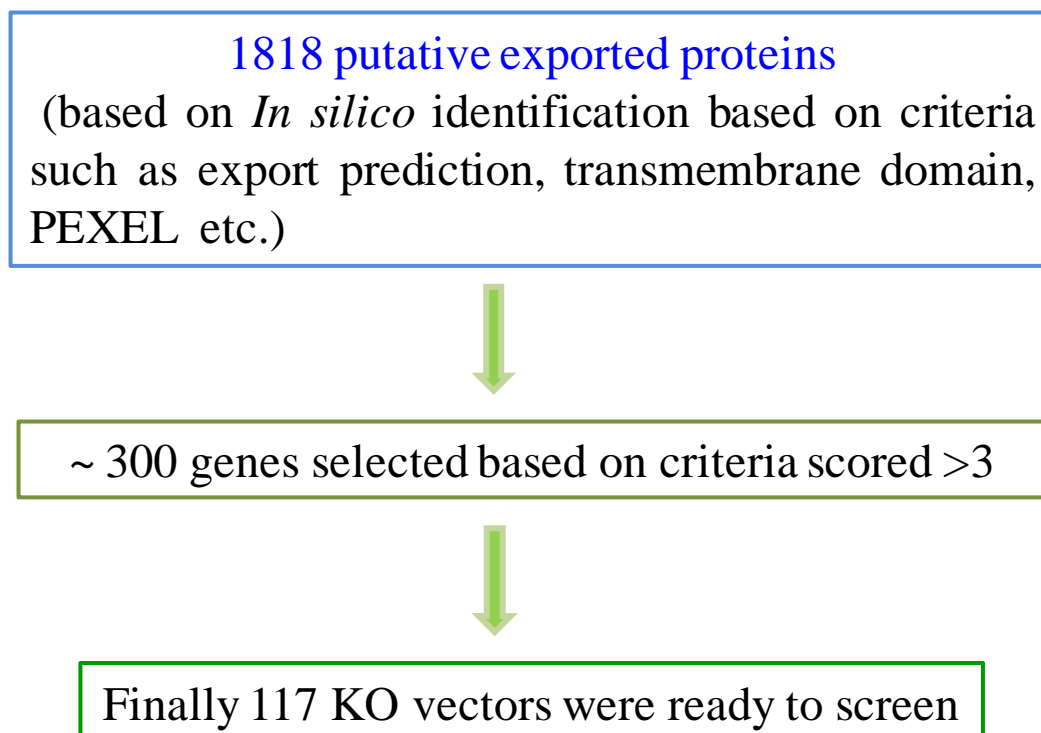 1818 putative exported proteins
(based on In silico identification based on criteria
such as export prediction, transmembrane domain,
PEXEL etc.)
~ 300 genes selected based on criteria scored >3
Finally 117 KO vectors were ready to screen